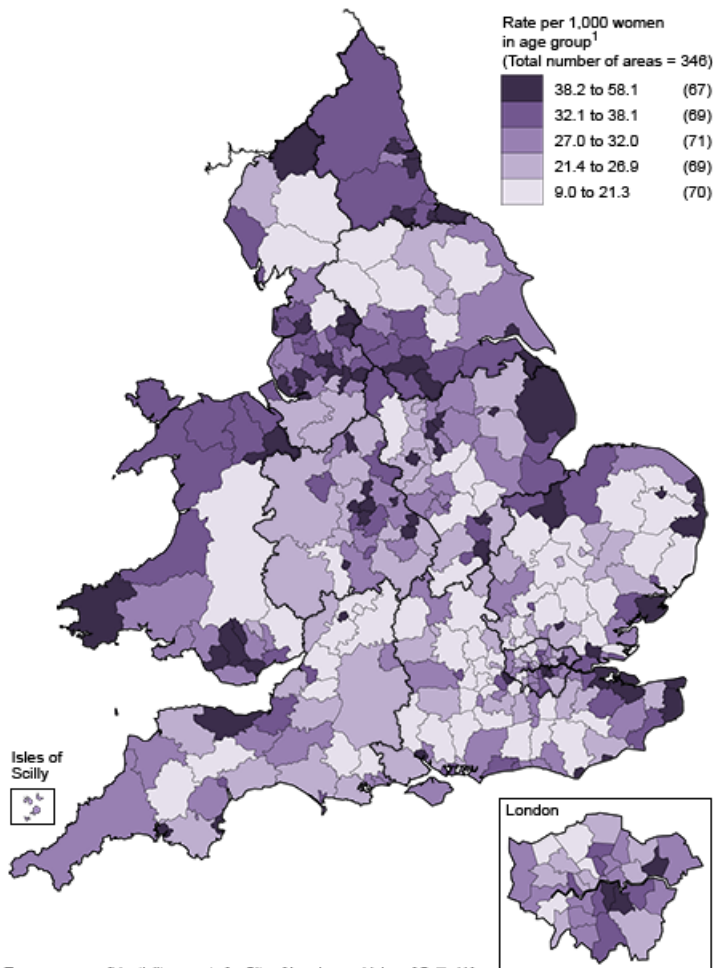 Rate per 1,000 women
in age group1
(Total number of areas = 346)
38.2 to 58.1 (67)
32.1 to 38.1 (69)
27.0 to 32.0 (71)
21.4 to 26.9 (69)
9.0 to 21.3 (70)
Isles of
Scilly
London